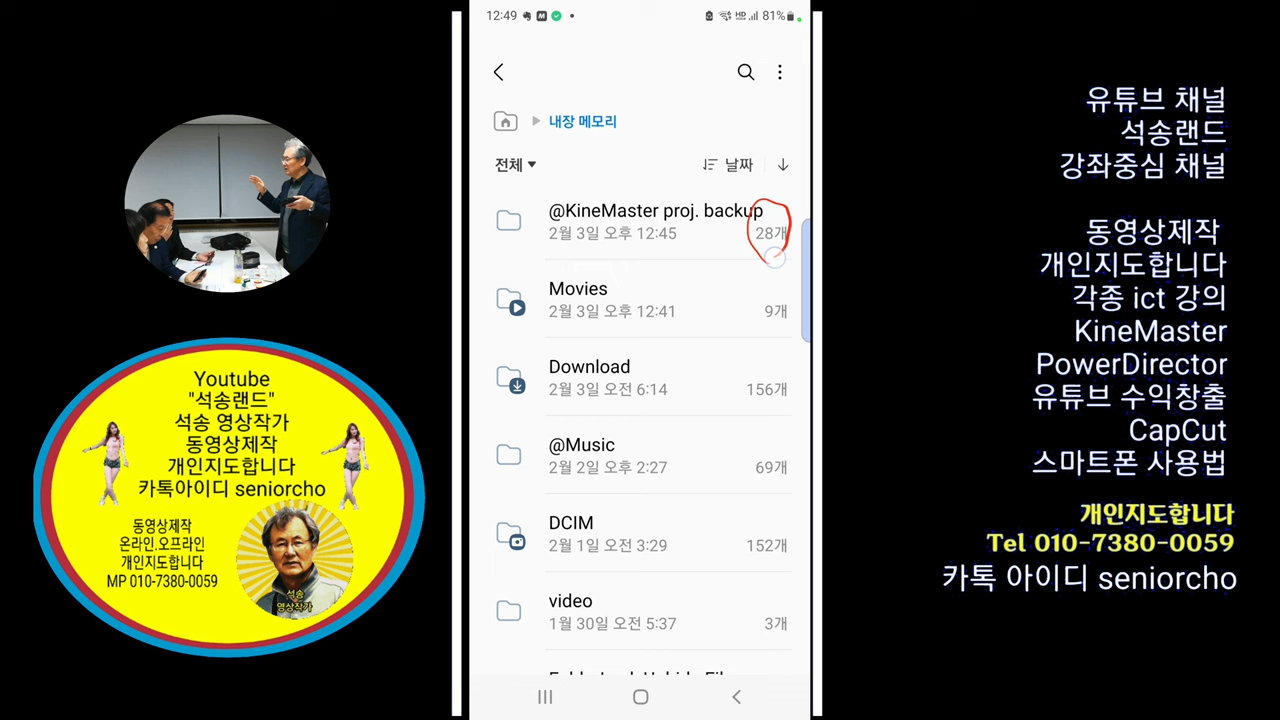 12:49
81%
내장 메모리
전체
날짜
@KineMaster proj. backup
2월 3일 오후 12:45
28개
Movies
2월 3일 오후 12:41
9개
Download
2월 3일 오전 6:14
156개
@Music
2월 2일 오후 2:27
69개
DCIM
2월 1일 오전 3:29
152개
video
1월 30일 오전 5:37
3개
Youtube
"석송랜드"
석송 영상작가
동영상제작
개인지도합니다
카톡아이디 seniorcho
동영상제작
온라인.오프라인
개인지도합니다
MP 010-7380-0059
석송
영상작가
유튜브 채널
석송랜드
강좌중심 채널
동영상제작
개인지도합니다
각종 ict 강의
KineMaster
PowerDirector
유튜브 수익창출
CapCut
스마트폰 사용법
개인지도합니다
Tel 010-7380-0059
카톡 아이디 seniorcho